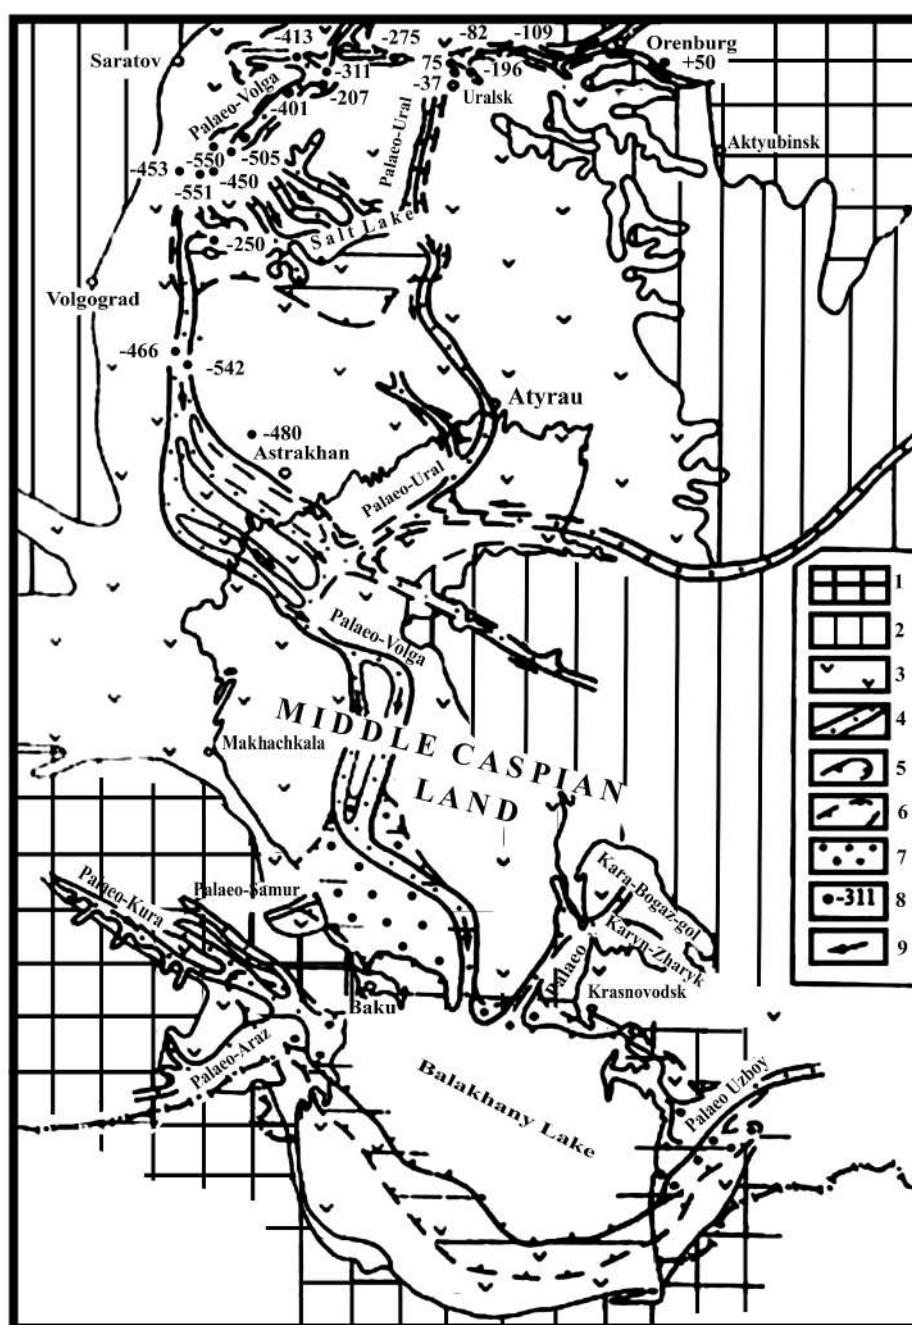 -413
-275
-82
-109
Orenburg
+50
Saratov
-311
75
-196
-37
Uralsk
Palaeo-Volga
-401
-207
Palaeo-Ural
Aktyubinsk
-550
-505
-453
-551
-450
Salt Lake
-250
Volgograd
-466
-542
Atyrau
-480
Astrakhan
Palaeo-Ural
Palaeo-Volga
MIDDLE CASPIAN
LAND
Makhachkala
Palaeo-Kura
Palaeo-Samur
Kara-Bogaz-gol
Karyn-Zharyk
Palaeo
Krasnovodsk
Baku
Palaeo-Araz
Balakhany Lake
Palaeo Uzboy
1
2
3
4
5
6
7
-311
8
9